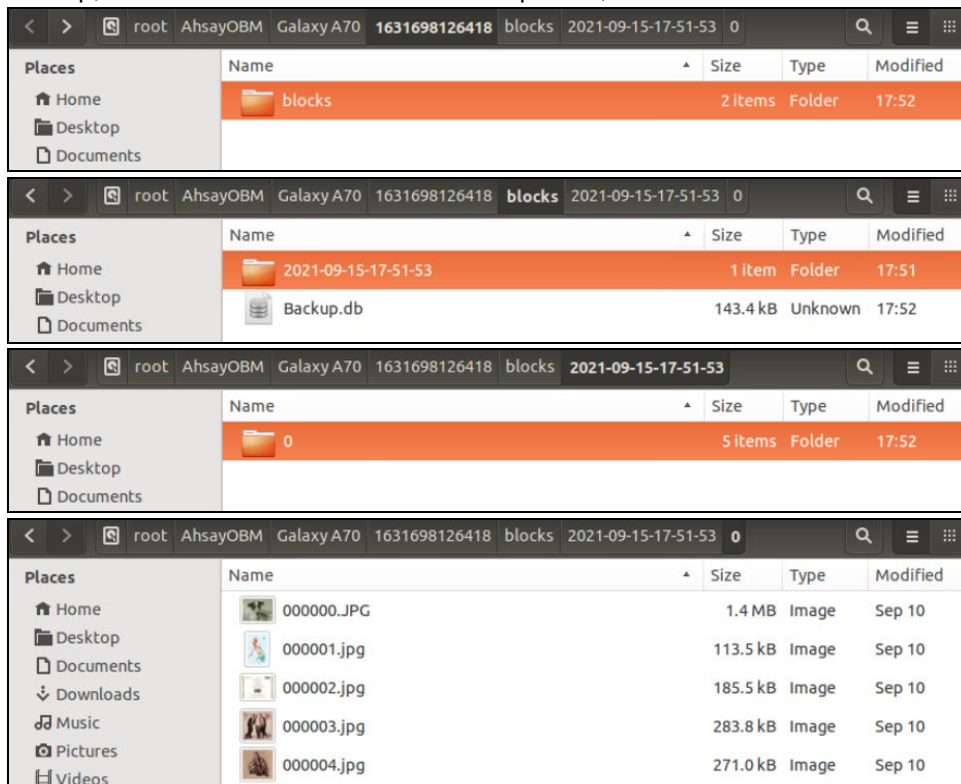 root AhsayOBM Galaxy A70 1631698126418 blocks 2021-09-15-17-51-53 0
Places Name Size Type Modified
Home blocks 2 items Folder 17:52
Desktop
Documents
root AhsayOBM Galaxy A70 1631698126418 blocks 2021-09-15-17-51-53 0
Places Name Size Type Modified
Home 2021-09-15-17-51-53 1 item Folder 17:51
Desktop Backup.db 143.4 kB Unknown 17:52
Documents
root AhsayOBM Galaxy A70 1631698126418 blocks 2021-09-15-17-51-53
Places Name Size Type Modified
Home 0 5 items Folder 17:52
Desktop
Documents
root AhsayOBM Galaxy A70 1631698126418 blocks 2021-09-15-17-51-53 0
Places Name Size Type Modified
Home 000000.JPG 1.4 MB Image Sep 10
Desktop
Documents 000001.jpg 113.5 kB Image Sep 10
Downloads 000002.jpg 185.5 kB Image Sep 10
Music 000003.jpg 283.8 kB Image Sep 10
Pictures
Videos 000004.jpg 271.0 kB Image Sep 10